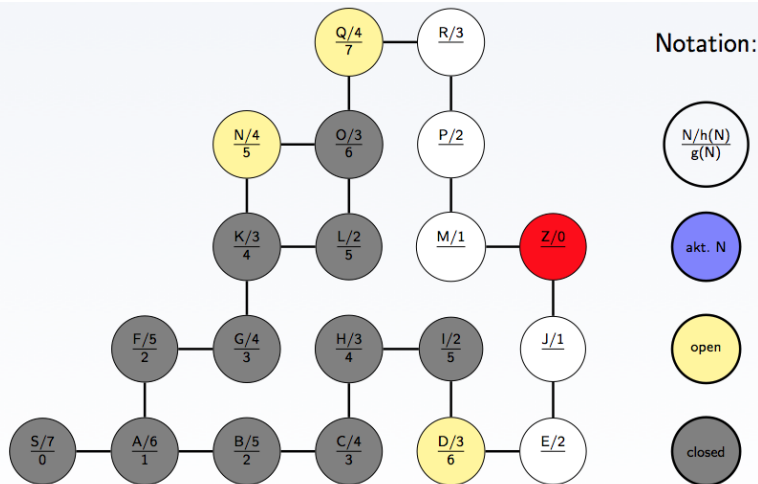 Q/4
7
R/3
Notation:
N/4
5
O/3
6
P/2
N/h(N)
g(N)
K/3
4
L/2
5
M/1
Z/0
akt. N
F/5
2
G/4
3
H/3
4
I/2
5
J/1
open
S/7
0
A/6
1
B/5
2
C/4
3
D/3
6
E/2
closed